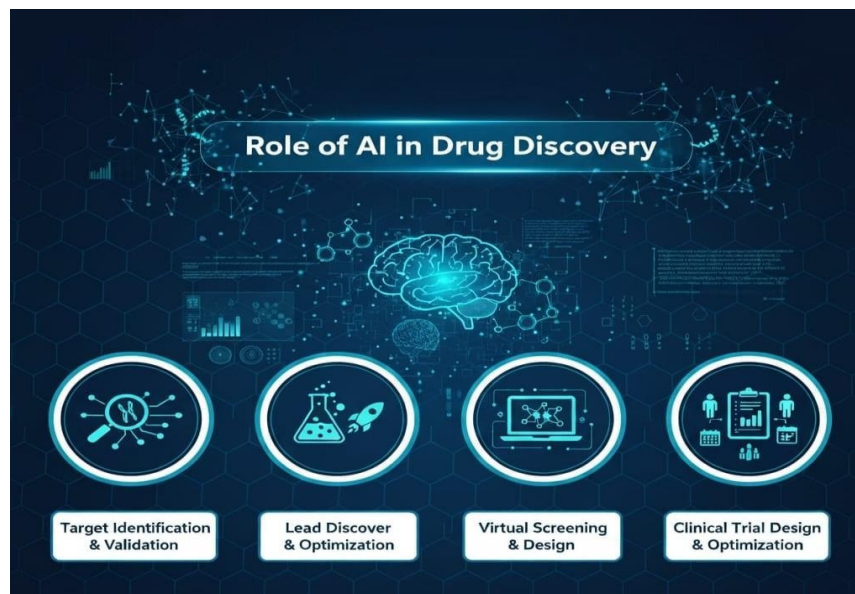 Role of AI in Drug Discovery
Target Identification
& Validation
Lead Discover
& Optimization
Virtual Screening
& Design
Clinical Trial Design
& Optimization